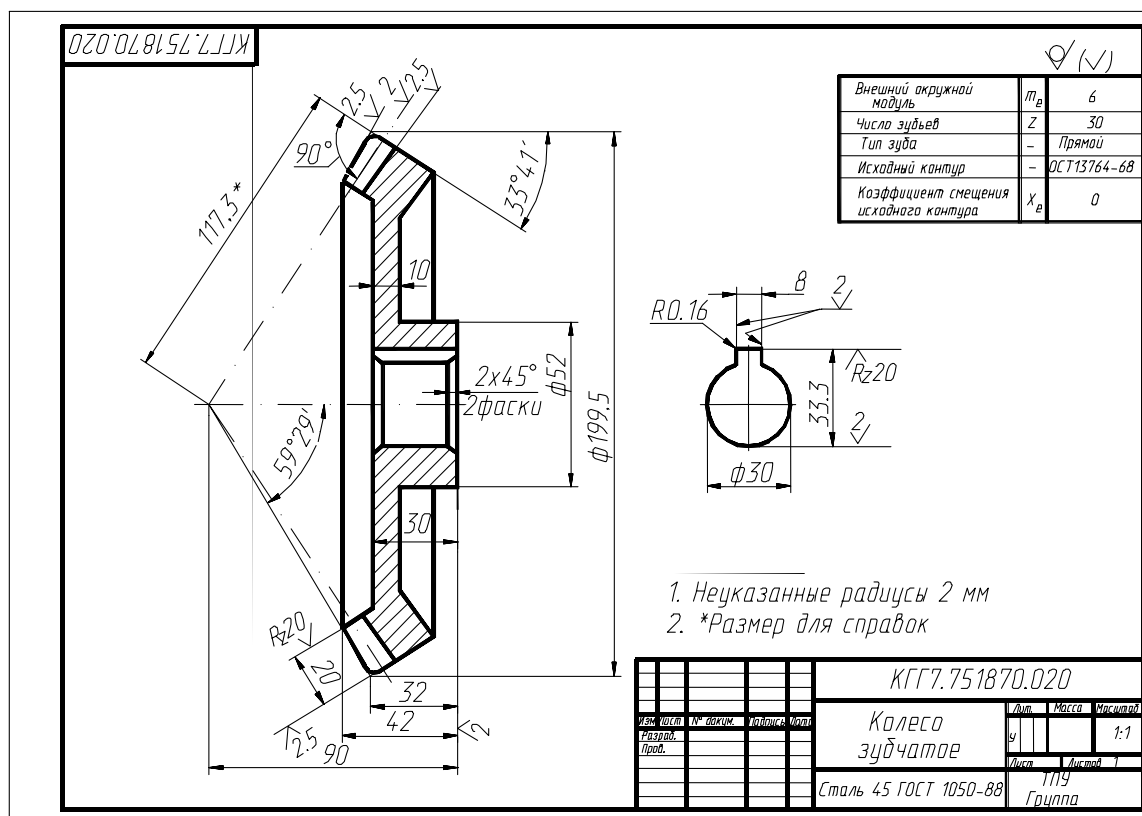 КГГ7.751870.020
(√)
Внешний окружной
модуль
me
6
Число зубьев
Z
30
Тип зуба
–
Прямой
Исходный контур
–
ОСТ13764-68
Коэффициент смещения
исходного контура
Xe
0
2.5
2
2.5
90°
117.3*
33°41′
10
2x45°
2фаски
ф52
ф199.5
59°29′
30
Rz20
20
2.5
32
42
90
2
R0.16
8
2
Rz20
33.3
2
ф30
1. Неуказанные радиусы 2 мм
2. *Размер для справок
КГГ7.751870.020
Изм
Лист
№ докум.
Подпись
Дата
Разраб.
Пров.
Колесо
зубчатое
Лит.
Масса
Масштаб
у
1:1
Лист
Листов 1
Сталь 45 ГОСТ 1050-88
ТПУ
Группа